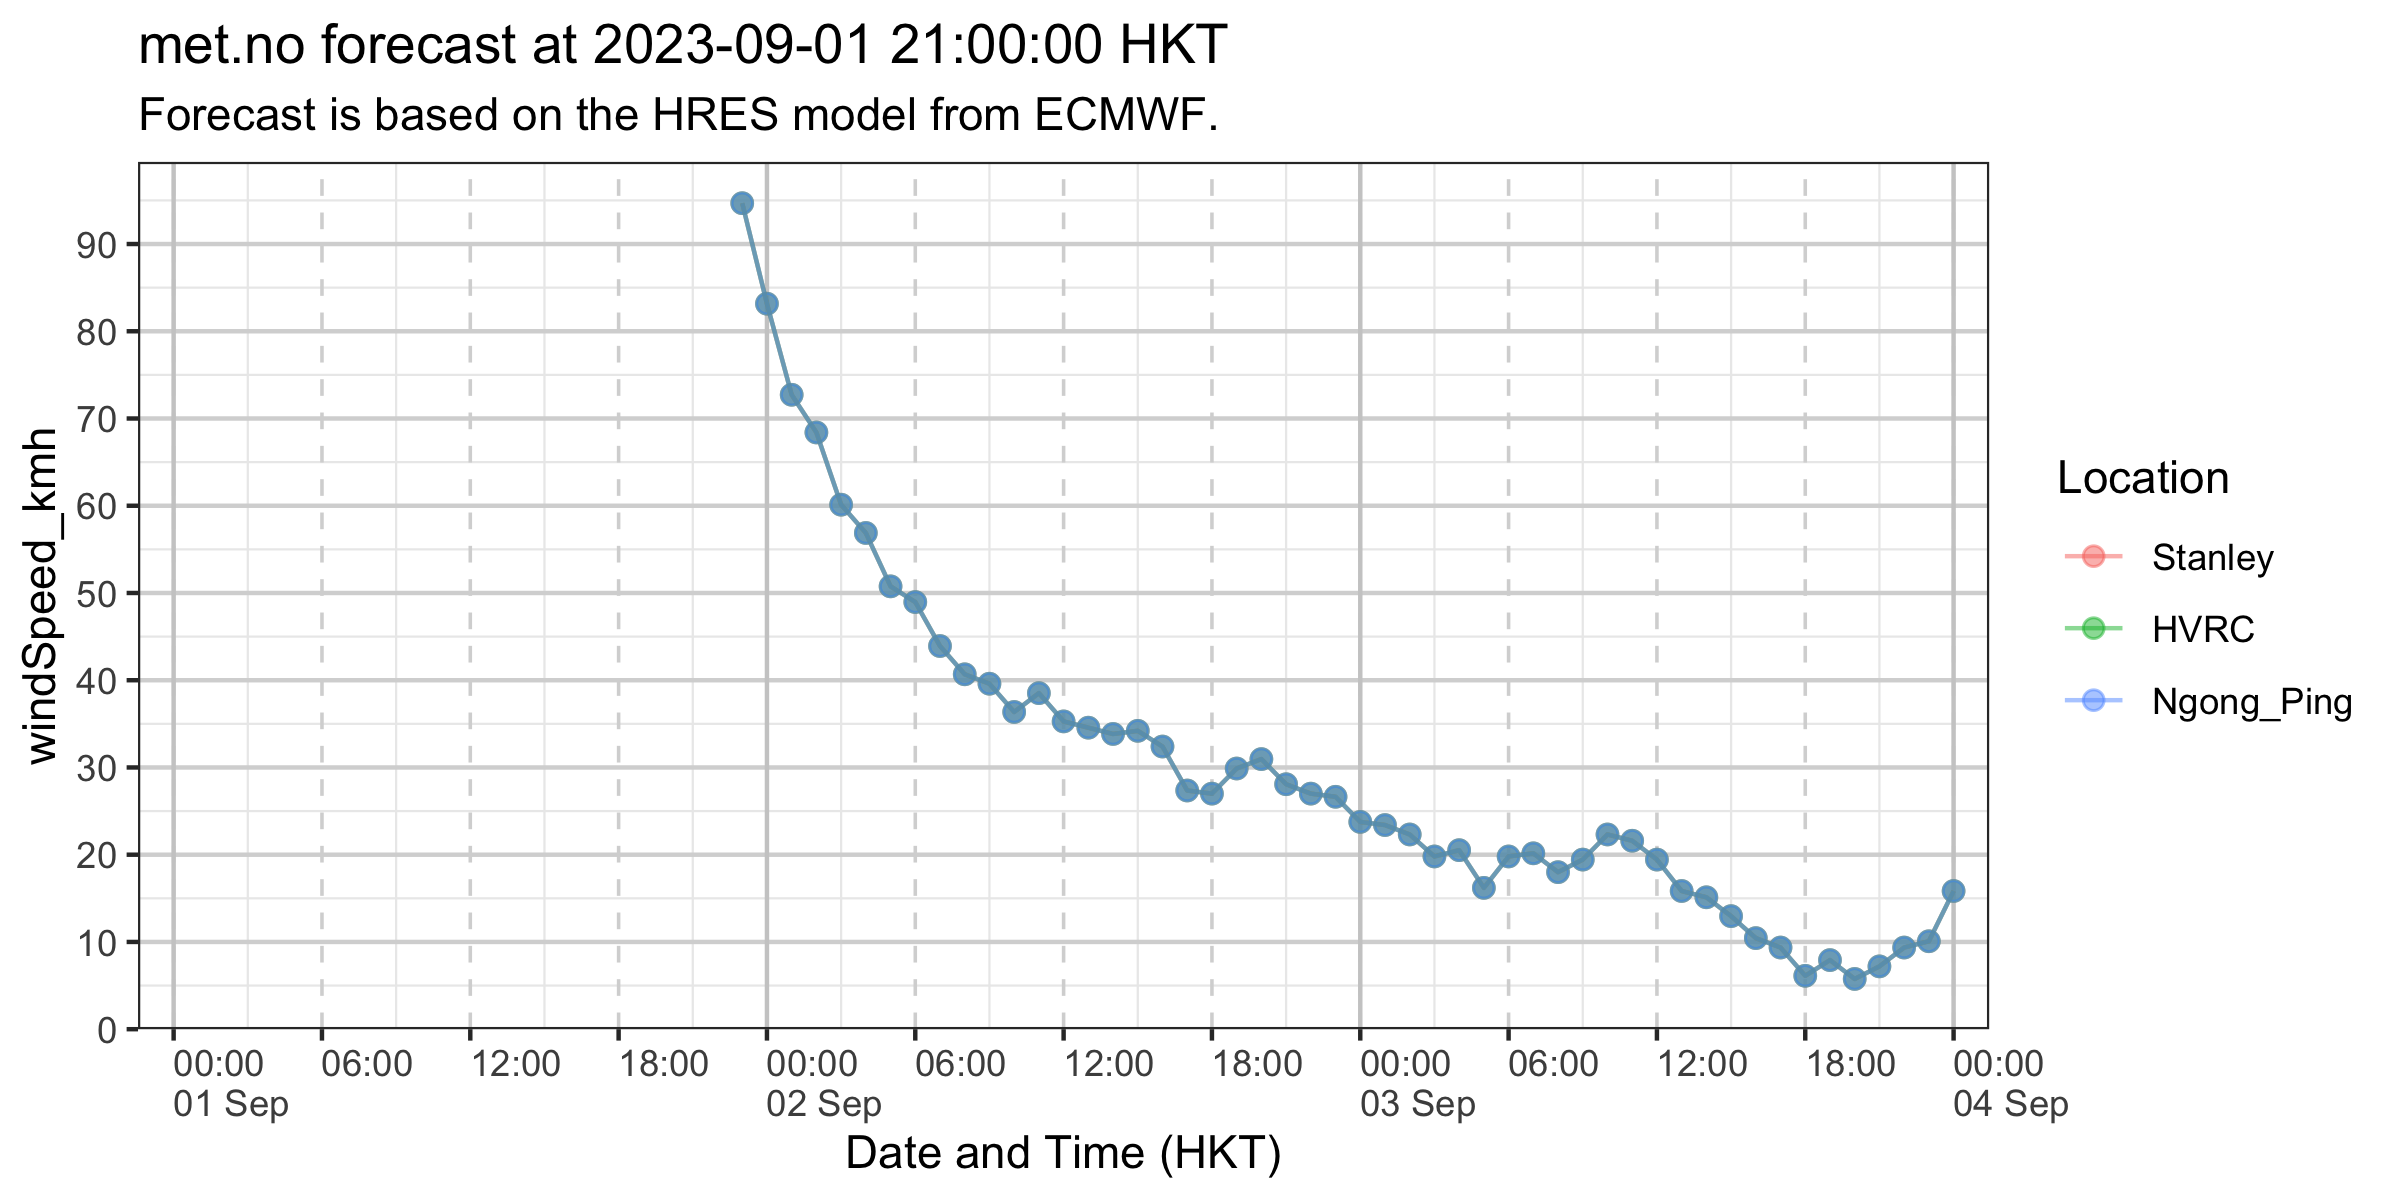 met.no forecast at 2023-09-01 21:00:00 HKT
Forecast is based on the HRES model from ECMWF.
windSpeed_kmh
90
80
70
60
50
40
30
20
10
0
00:00 06:00 12:00 18:00 00:00 06:00 12:00 18:00 00:00 06:00 12:00 18:00 00:00
01 Sep 02 Sep 03 Sep 04 Sep
Date and Time (HKT)
Location
Stanley
HVRC
Ngong_Ping